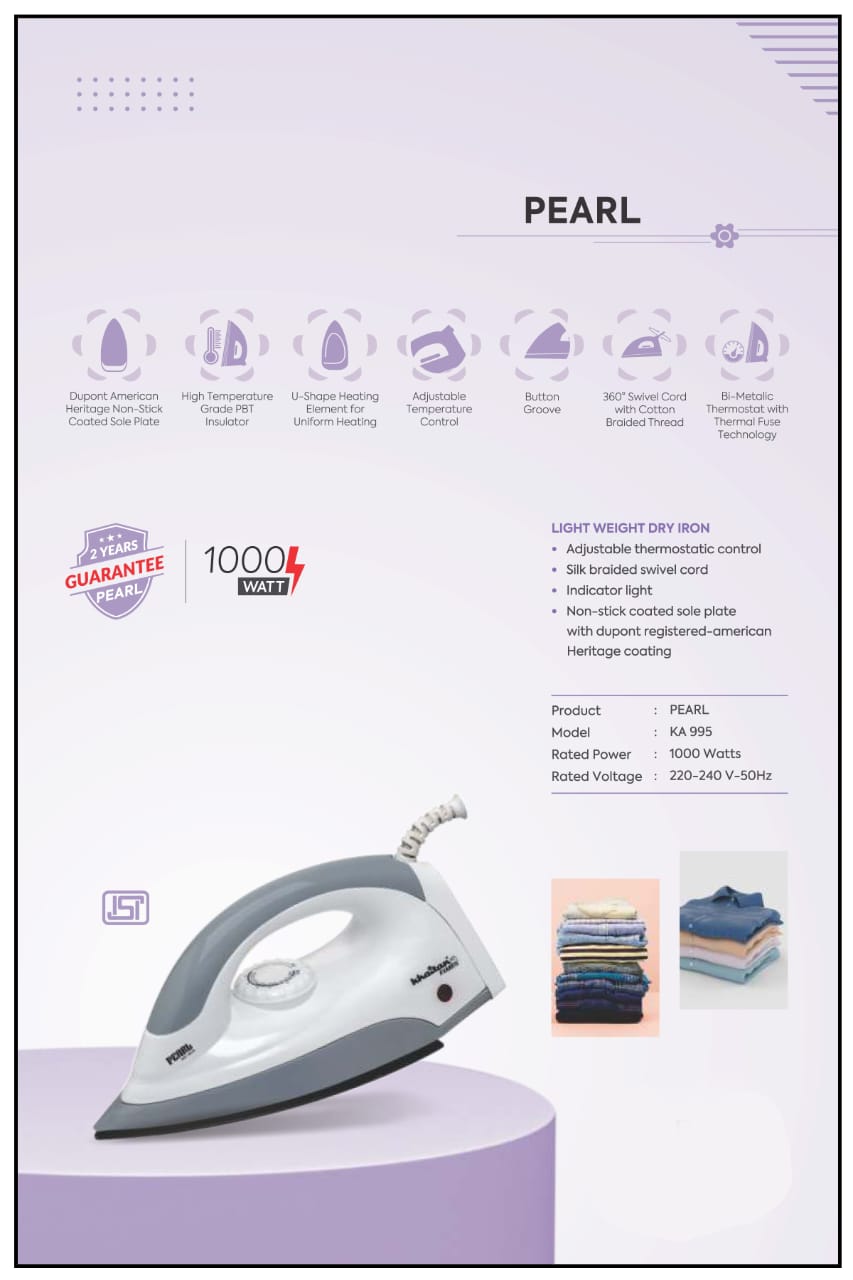 PEARL
Dupont American
Heritage Non-Stick
Coated Sole Plate
High Temperature
Grade PBT
Insulator
U-Shape Heating
Element for
Uniform Heating
Adjustable
Temperature
Control
Button
Groove
360° Swivel Cord
with Cotton
Braided Thread
Bi-Metalic
Thermostat with
Thermal Fuse
Technology
2 YEARS
GUARANTEE
PEARL
1000
WATT
LIGHT WEIGHT DRY IRON
• Adjustable thermostatic control
• Silk braided swivel cord
• Indicator light
• Non-stick coated sole plate
with dupont registered-american
Heritage coating
Product : PEARL
Model : KA 995
Rated Power : 1000 Watts
Rated Voltage : 220-240 V-50Hz
ISI
khaitan
PEARL